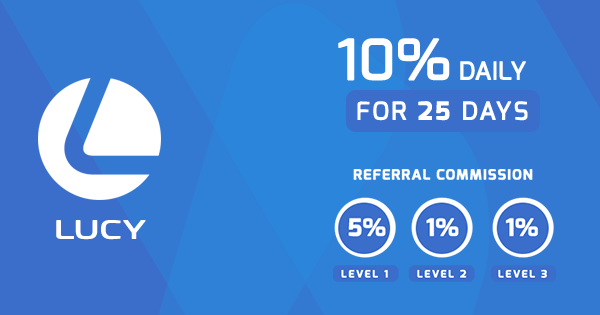 LUCY
10% DAILY
FOR 25 DAYS
REFERRAL COMMISSION
5% 1% 1%
LEVEL 1 LEVEL 2 LEVEL 3